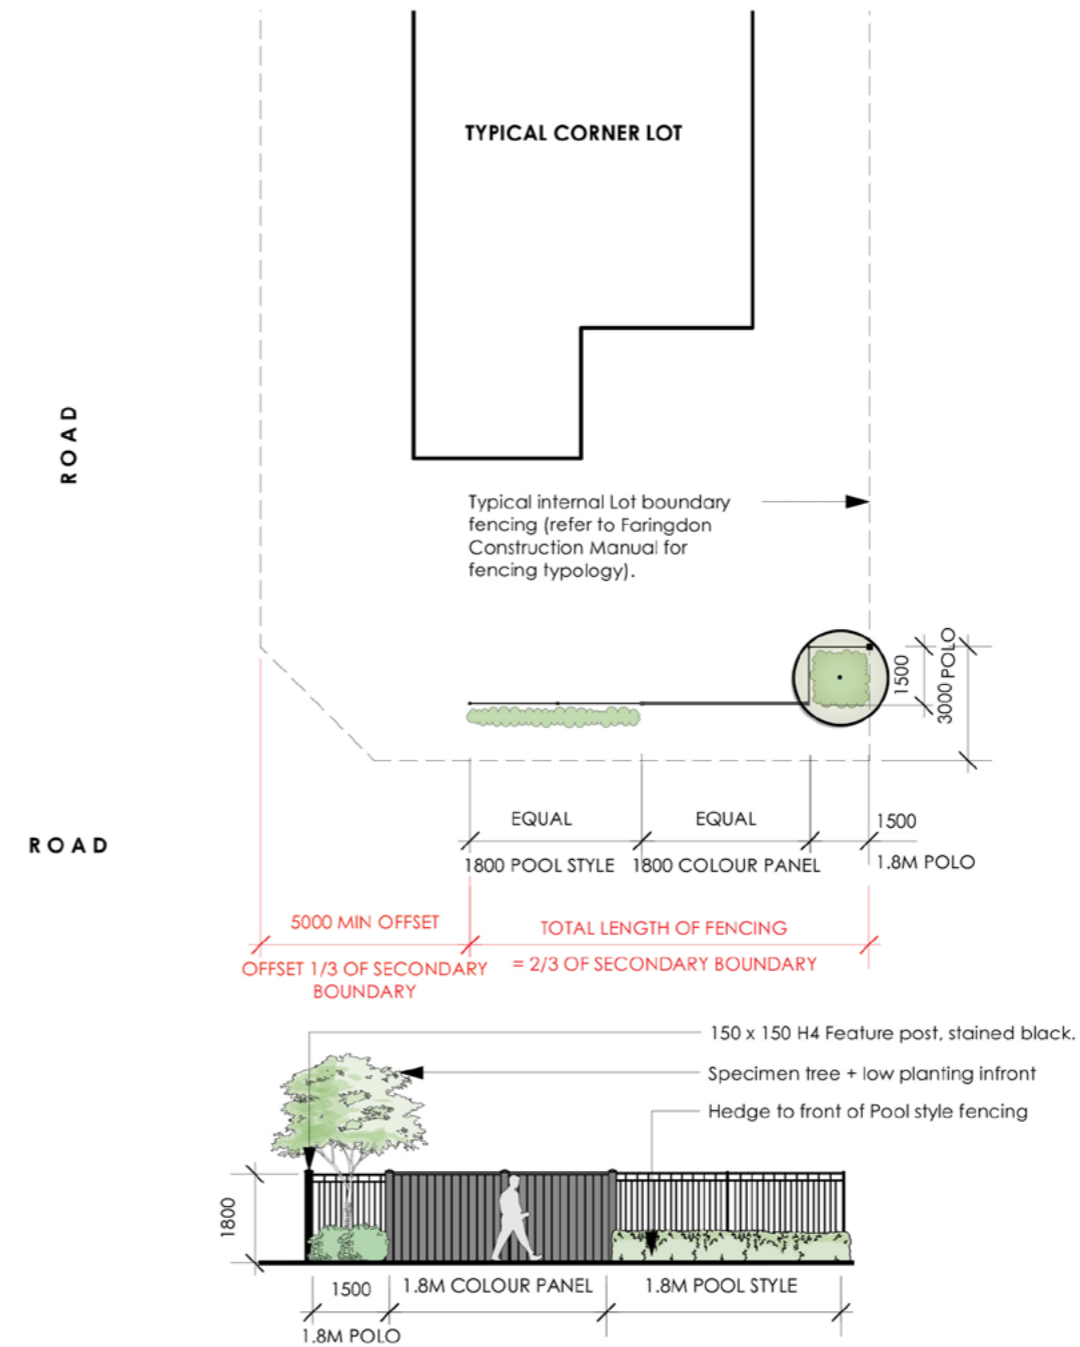 TYPICAL CORNER LOT
ROAD
Typical internal Lot boundary
fencing (refer to Faringdon
Construction Manual for
fencing typology).
1500
3000 POLO
ROAD
EQUAL
EQUAL
1500
1800 POOL STYLE
1800 COLOUR PANEL
1.8M POLO
5000 MIN OFFSET
TOTAL LENGTH OF FENCING
OFFSET 1/3 OF SECONDARY
BOUNDARY
= 2/3 OF SECONDARY BOUNDARY
150 x 150 H4 Feature post, stained black.
Specimen tree + low planting infront
Hedge to front of Pool style fencing
1800
1500
1.8M COLOUR PANEL
1.8M POOL STYLE
1.8M POLO